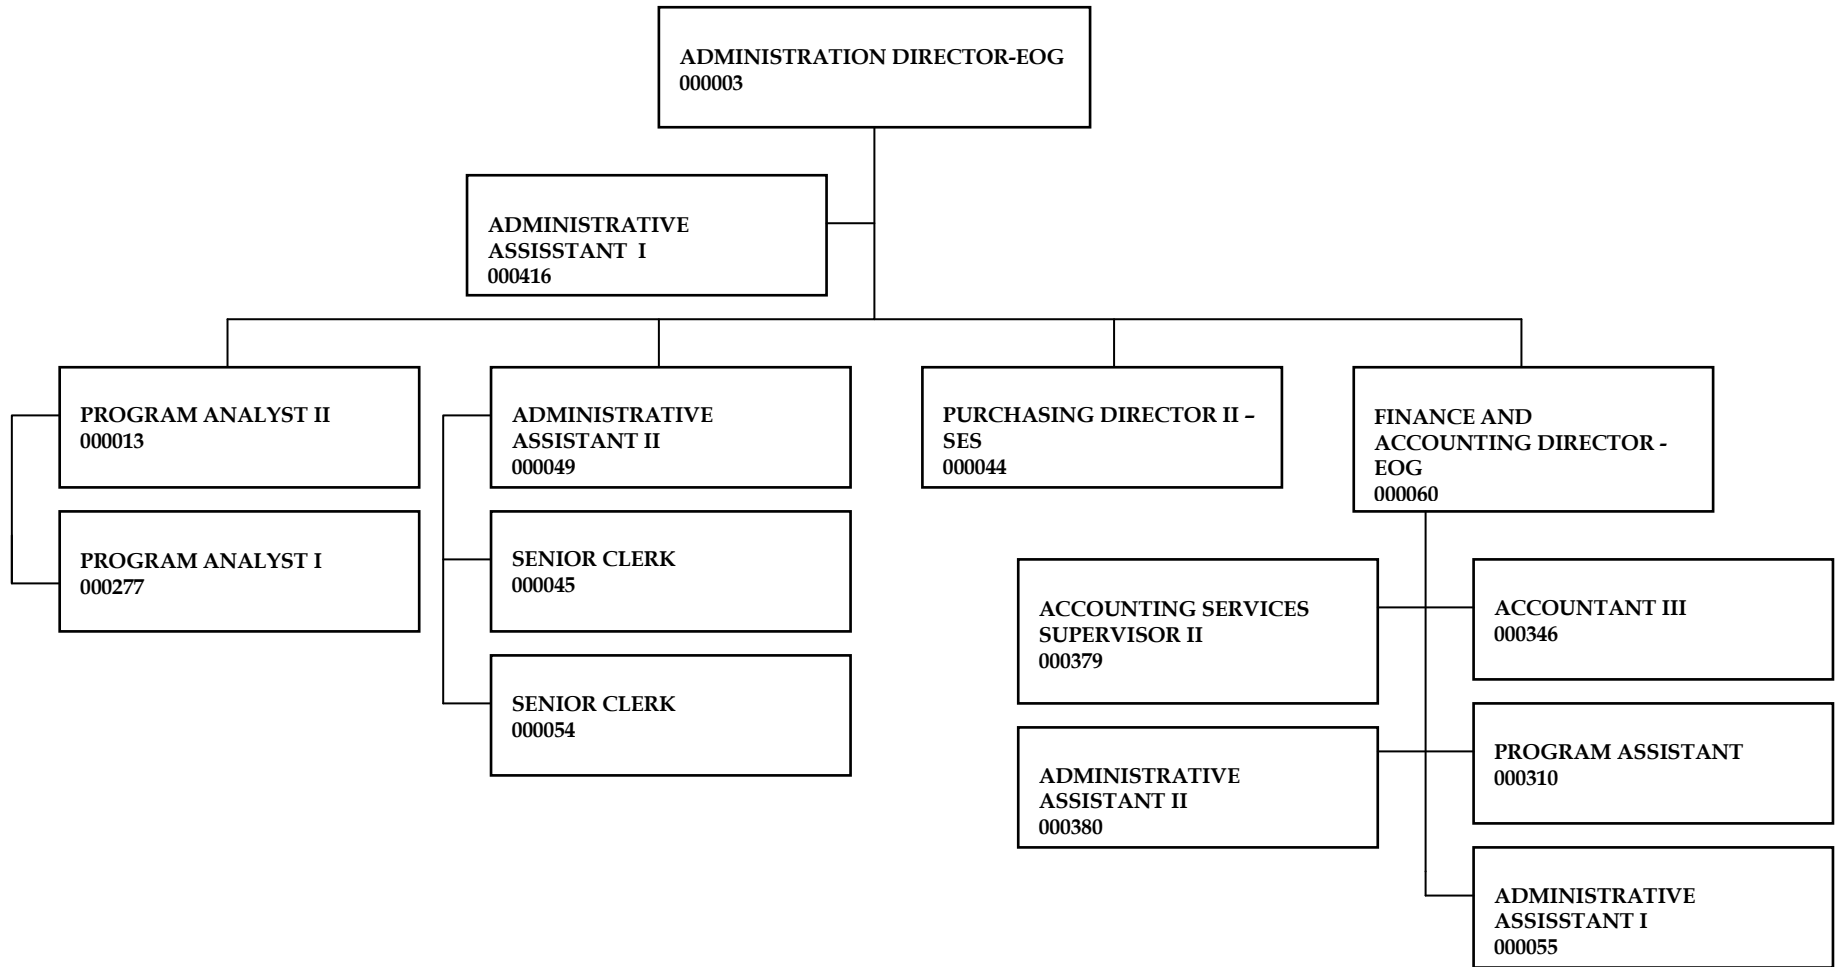 ADMINISTRATION DIRECTOR-EOG
000003
ADMINISTRATIVE
ASSISSTANT  I
000416
PROGRAM ANALYST II
000013
ADMINISTRATIVE
ASSISTANT II
000049
PURCHASING DIRECTOR II –
SES
000044
FINANCE AND
ACCOUNTING DIRECTOR -
EOG
000060
PROGRAM ANALYST I
000277
SENIOR CLERK
000045
SENIOR CLERK
000054
ACCOUNTING SERVICES
SUPERVISOR II
000379
ACCOUNTANT III
000346
ADMINISTRATIVE
ASSISTANT II
000380
PROGRAM ASSISTANT
000310
ADMINISTRATIVE
ASSISSTANT I
000055